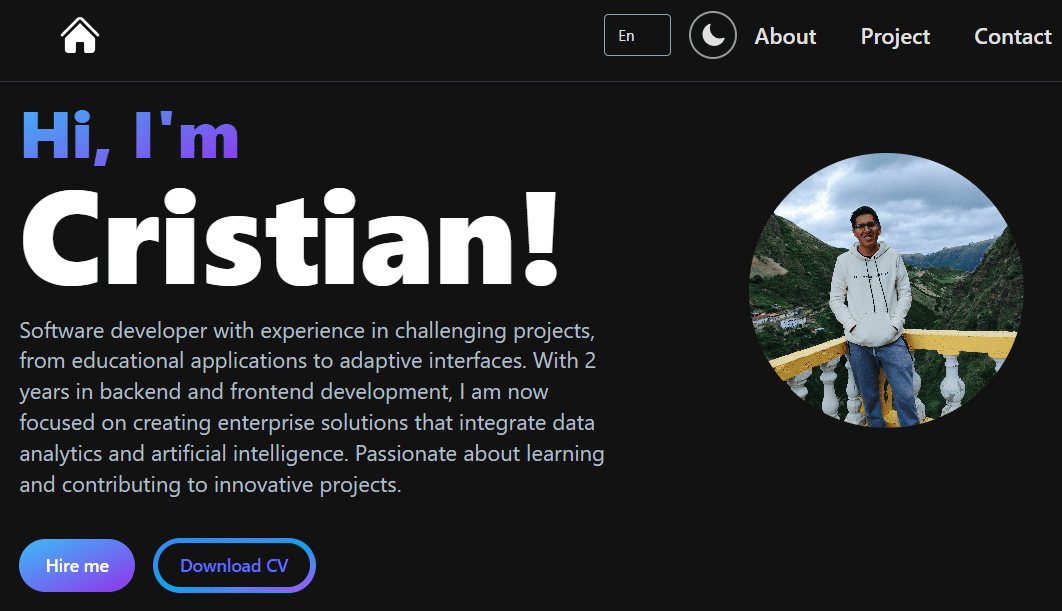 En
About
Project
Contact
Hi, I'm
Cristian!
Software developer with experience in challenging projects,
from educational applications to adaptive interfaces. With 2
years in backend and frontend development, I am now
focused on creating enterprise solutions that integrate data
analytics and artificial intelligence. Passionate about learning
and contributing to innovative projects.
Hire me
Download CV